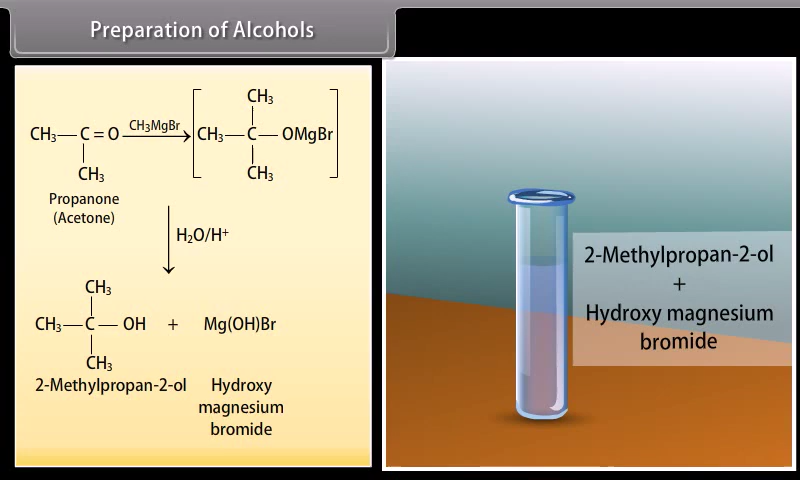 Preparation of Alcohols
CH₃
CH₃—C=O
CH₃MgBr
CH₃—C—OMgBr
CH₃
CH₃
Propanone
(Acetone)
H₂O/H⁺
CH₃
CH₃—C—OH + Mg(OH)Br
CH₃
2-Methylpropan-2-ol
Hydroxy
magnesium
bromide
2-Methylpropan-2-ol
+
Hydroxy magnesium
bromide